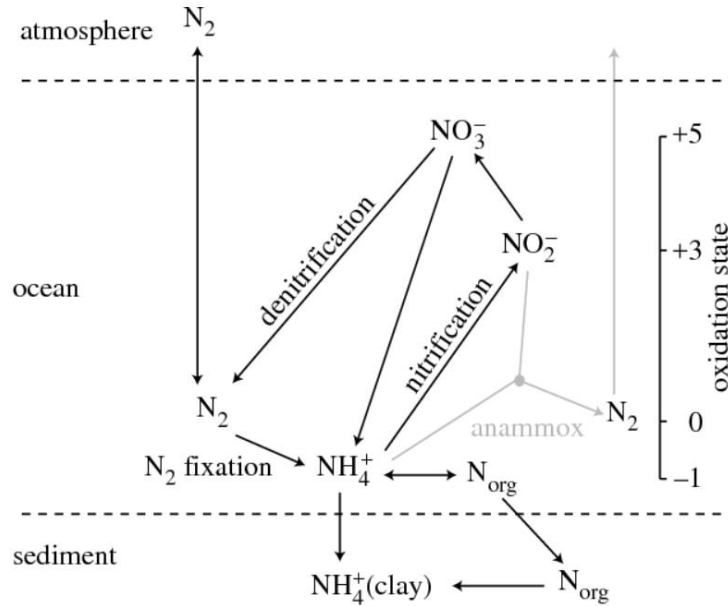 atmosphere
N₂
NO₃⁻
+5
NO₂⁻
+3
denitrification
nitrification
ocean
oxidation state
N₂
anammox
N₂
0
N₂ fixation
NH₄⁺
N_org
−1
sediment
NH₄⁺(clay)
N_org